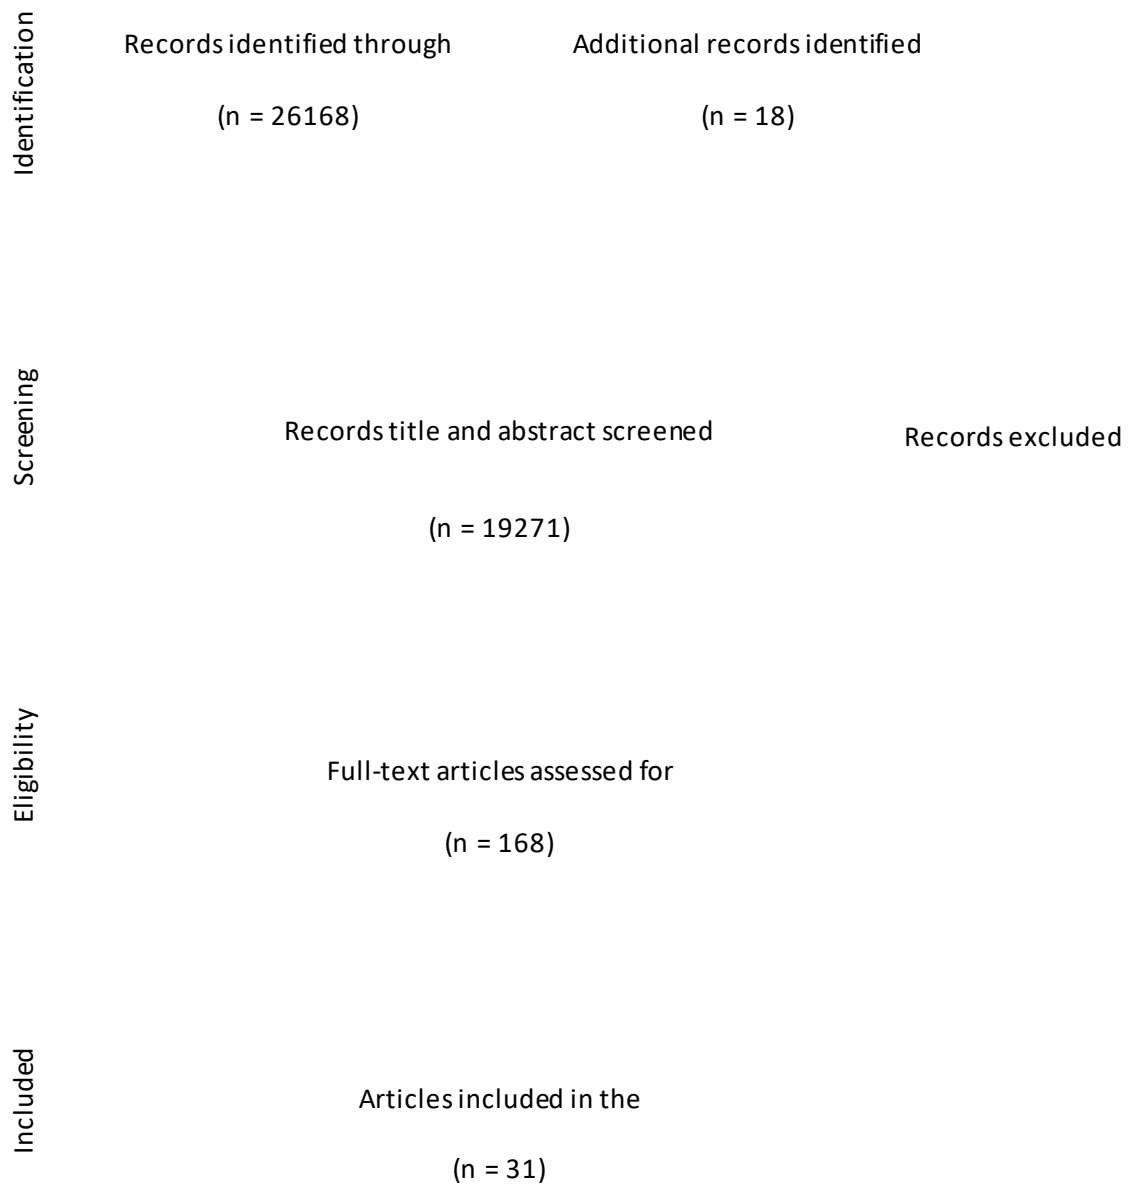 Identification
Records identified through
(n = 26168)
Additional records identified
(n = 18)
Screening
Records title and abstract screened
(n = 19271)
Records excluded
Eligibility
Full-text articles assessed for
(n = 168)
Included
Articles included in the
(n = 31)